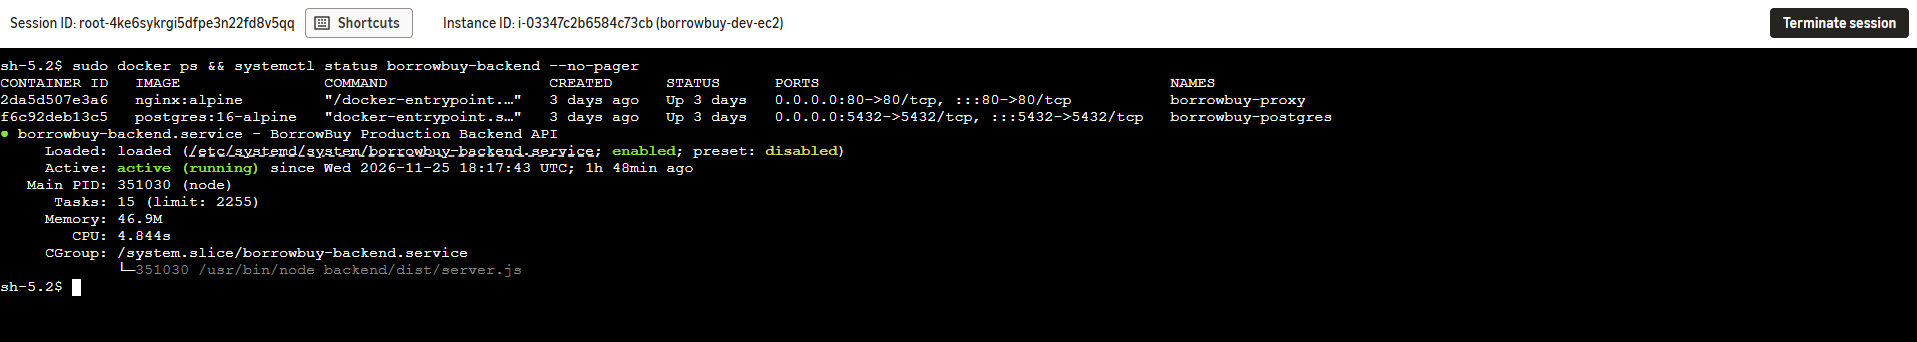 Session ID: root-4ke6sykrgi5dfpe3n22fd8v5qq Shortcuts Instance ID: i-03347c2b6584c73cb (borrowbuy-dev-ec2) Terminate session
sh-5.2$ sudo docker ps && systemctl status borrowbuy-backend --no-pager
CONTAINER ID   IMAGE                COMMAND                  CREATED      STATUS      PORTS                                       NAMES
2da5d507e3a6   nginx:alpine         "/docker-entrypoint.…"   3 days ago   Up 3 days   0.0.0.0:80->80/tcp, :::80->80/tcp           borrowbuy-proxy
f6c92deb13c5   postgres:16-alpine   "docker-entrypoint.s…"   3 days ago   Up 3 days   0.0.0.0:5432->5432/tcp, :::5432->5432/tcp   borrowbuy-postgres
● borrowbuy-backend.service - BorrowBuy Production Backend API
     Loaded: loaded (/etc/systemd/system/borrowbuy-backend.service; enabled; preset: disabled)
     Active: active (running) since Wed 2026-11-25 18:17:43 UTC; 1h 48min ago
   Main PID: 351030 (node)
      Tasks: 15 (limit: 2255)
     Memory: 46.9M
        CPU: 4.844s
     CGroup: /system.slice/borrowbuy-backend.service
             └─351030 /usr/bin/node backend/dist/server.js
sh-5.2$